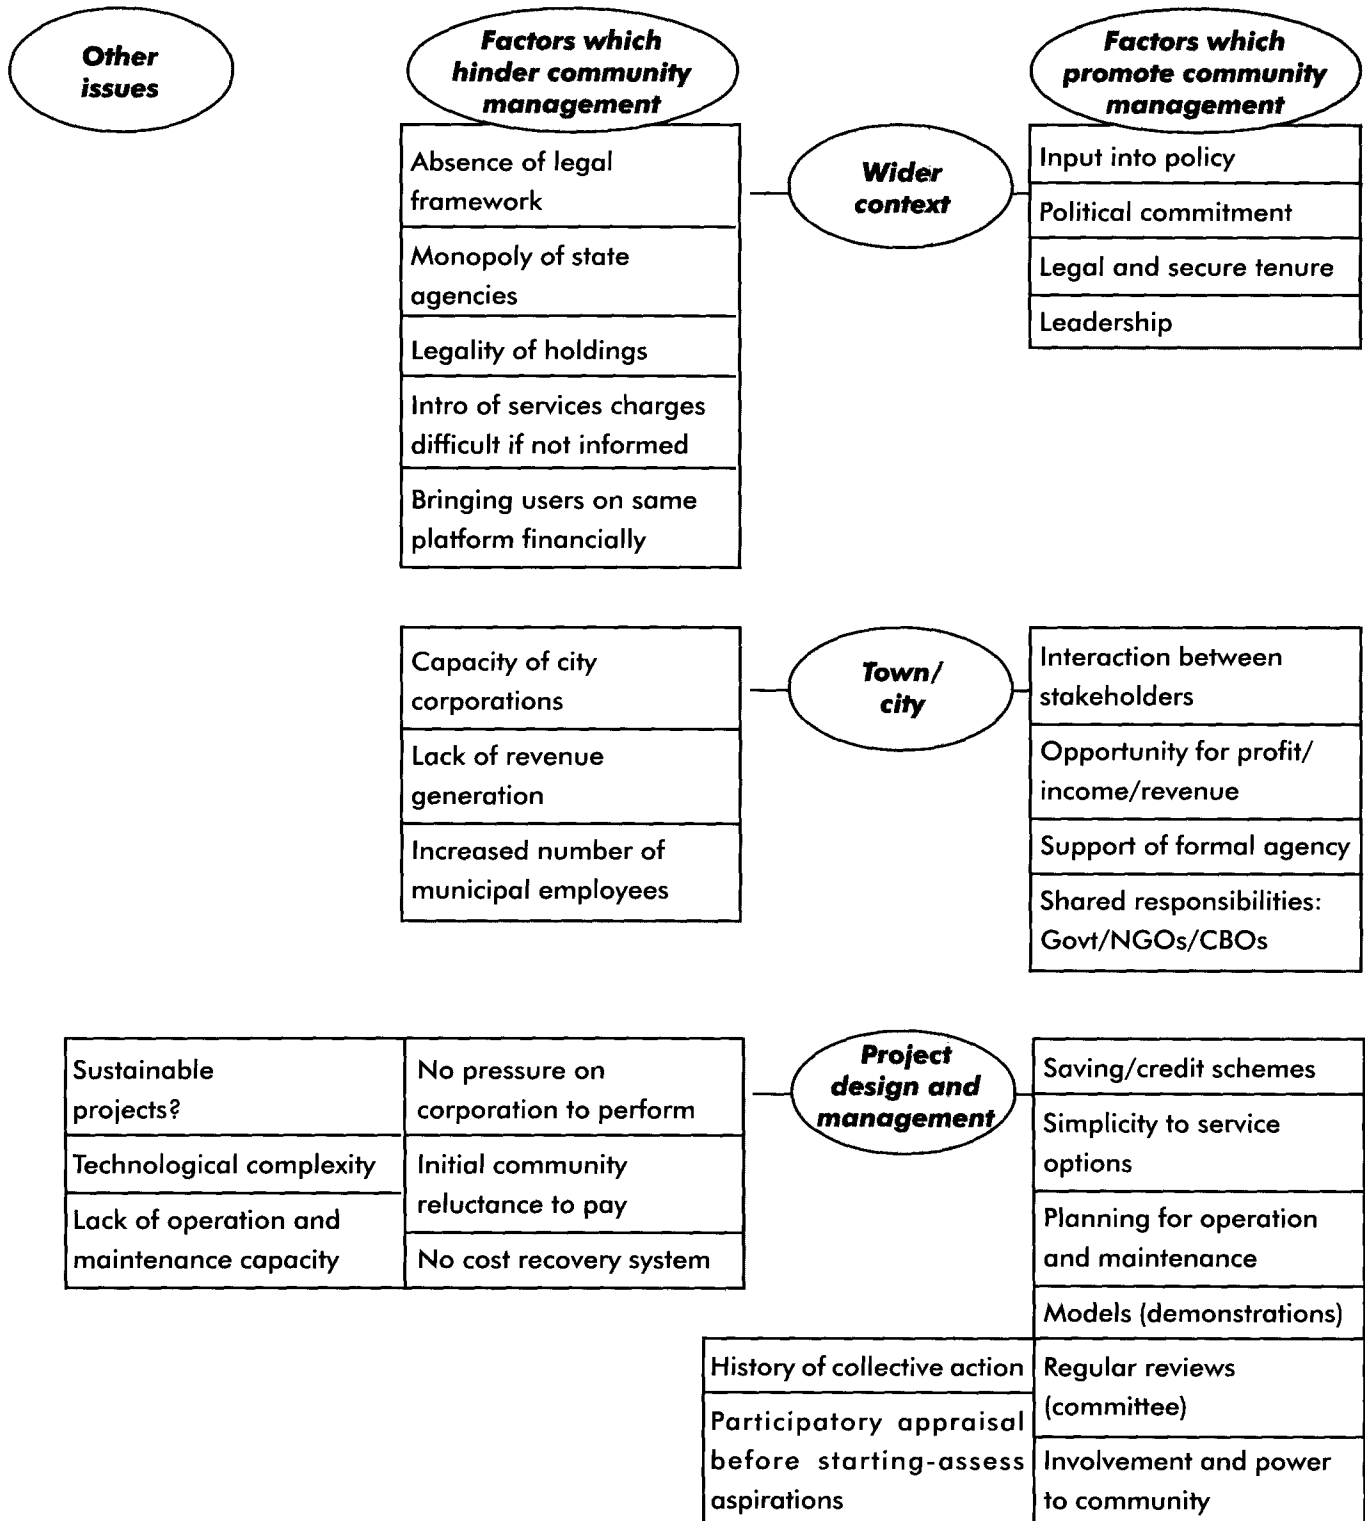 Other
issues
Factors which
hinder community
management
Factors which
promote community
management
Absence of legal
framework
Monopoly of state
agencies
Legality of holdings
Intro of services charges
difficult if not informed
Bringing users on same
platform financially
Wider
context
Input into policy
Political commitment
Legal and secure tenure
Leadership
Capacity of city
corporations
Lack of revenue
generation
Increased number of
municipal employees
Town/
city
Interaction between
stakeholders
Opportunity for profit/
income/revenue
Support of formal agency
Shared responsibilities:
Govt/NGOs/CBOs
Sustainable
projects?
Technological complexity
Lack of operation and
maintenance capacity
No pressure on
corporation to perform
Initial community
reluctance to pay
No cost recovery system
Project
design and
management
Saving/credit schemes
Simplicity to service
options
Planning for operation
and maintenance
Models (demonstrations)
History of collective action
Participatory appraisal
before starting-assess
aspirations
Regular reviews
(committee)
Involvement and power
to community